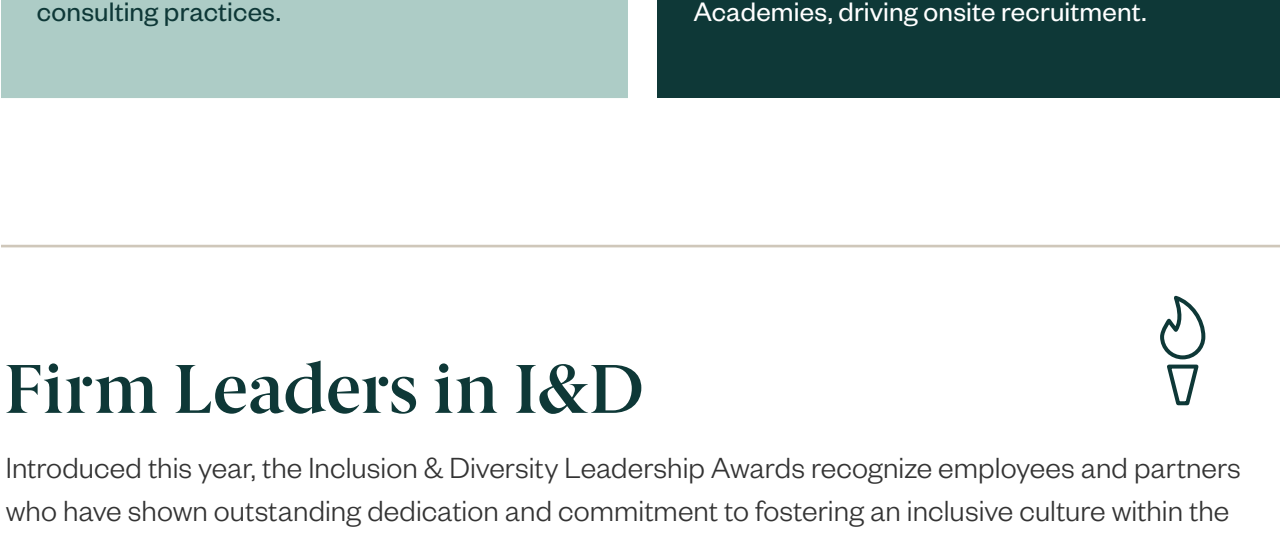 consulting practices.
Academies, driving onsite recruitment.
Firm Leaders in I&D
Introduced this year, the Inclusion & Diversity Leadership Awards recognize employees and partners
who have shown outstanding dedication and commitment to fostering an inclusive culture within the